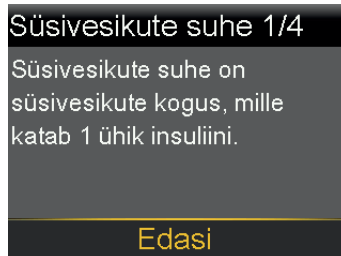 Süsivesikute suhe 1/4
Süsivesikute suhe on
süsivesikute kogus, mille
katab 1 ühik insuliini.
Edasi